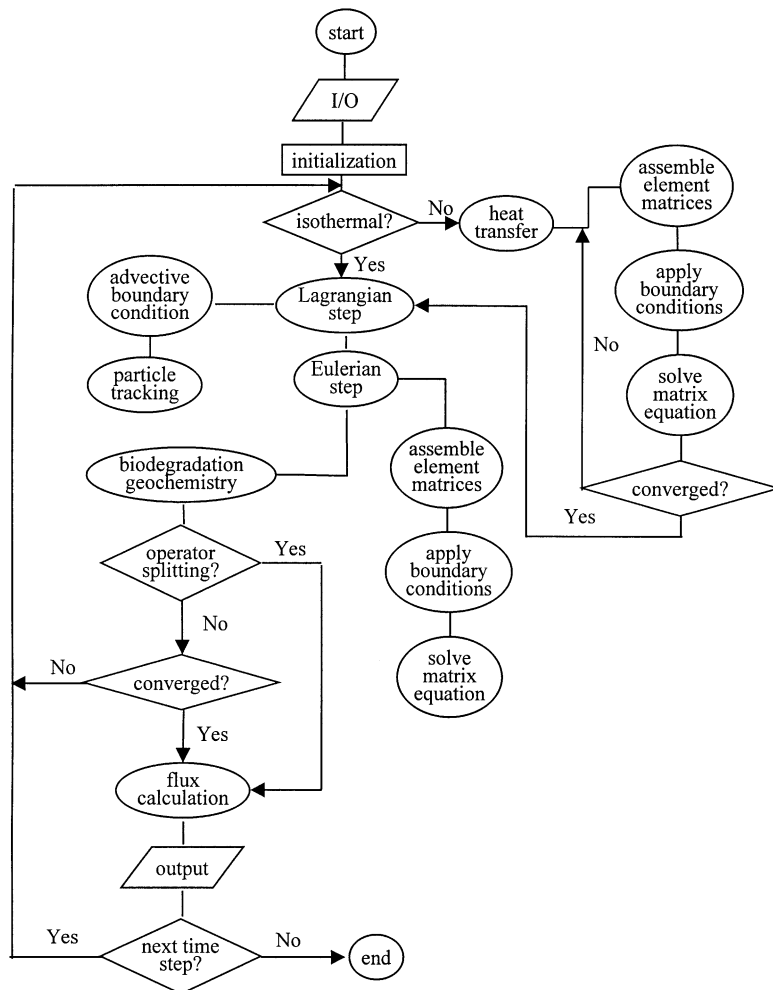 start
I/O
initialization
isothermal?
No
heat
transfer
assemble
element
matrices
apply
boundary
conditions
solve
matrix
equation
converged?
No
Yes
Yes
Lagrangian
step
advective
boundary
condition
particle
tracking
Eulerian
step
assemble
element
matrices
apply
boundary
conditions
solve
matrix
equation
biodegradation
geochemistry
operator
splitting?
Yes
No
converged?
No
Yes
flux
calculation
output
next time
step?
Yes
No
end